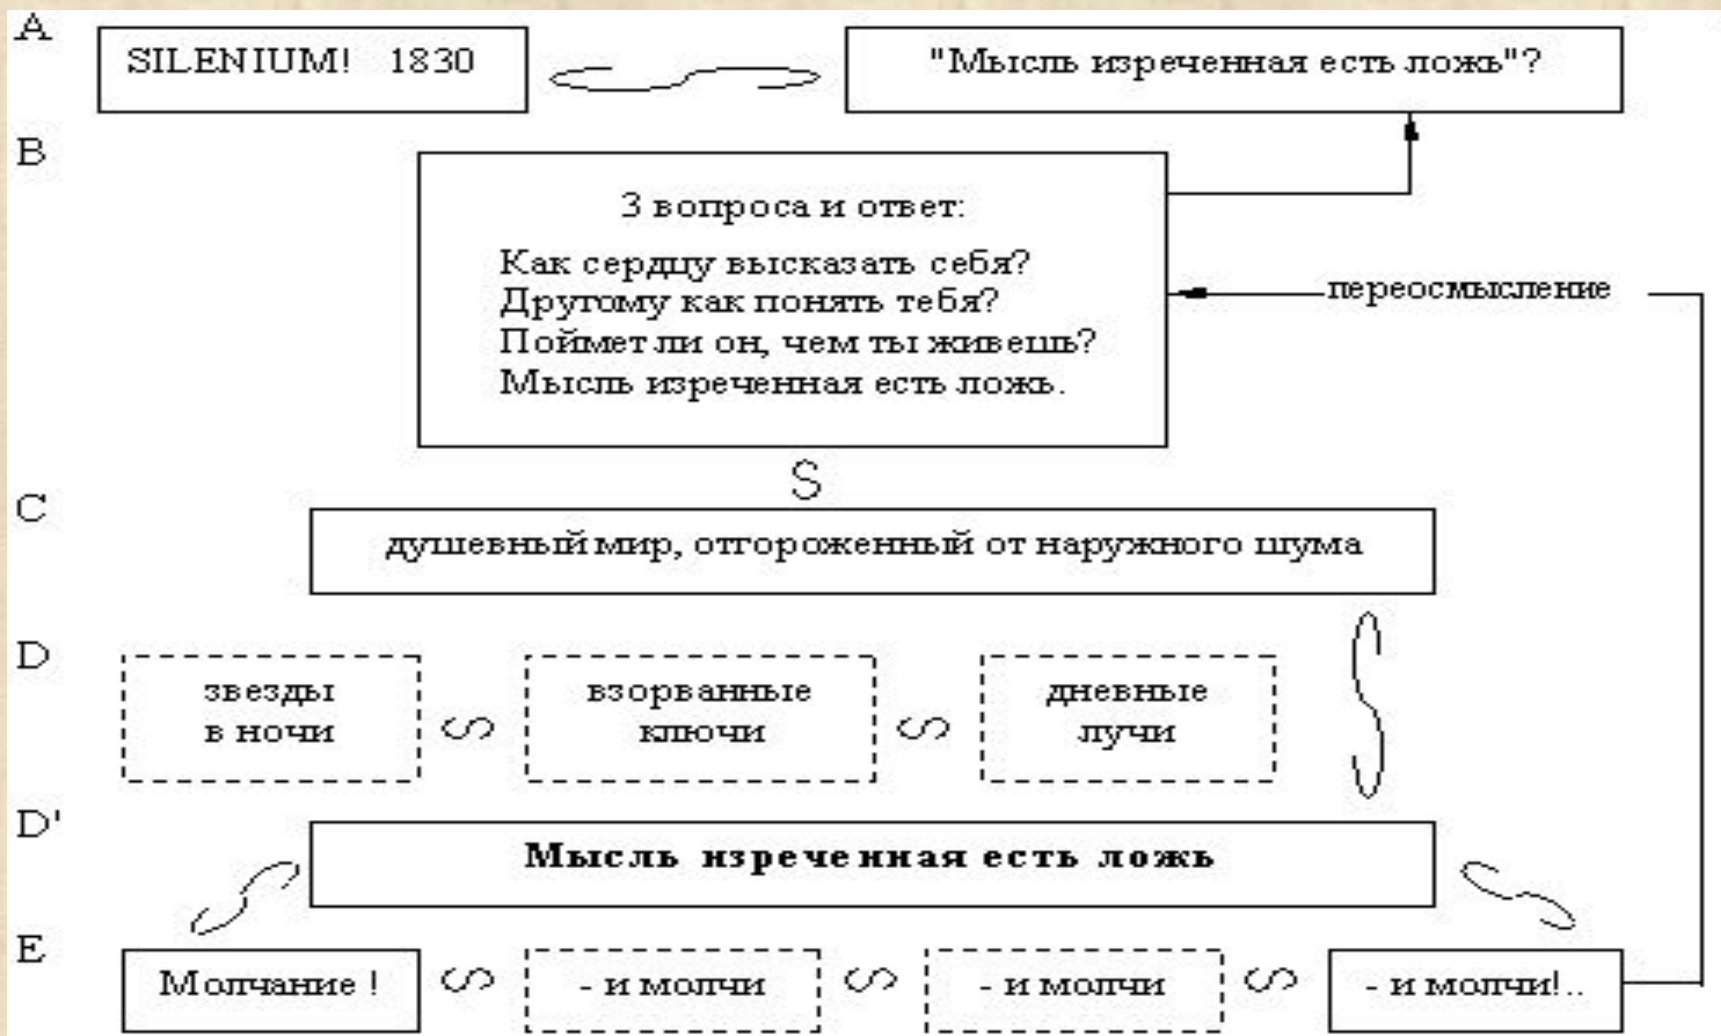 A
SILENIUM! 1830
"Мысль изреченная есть ложь"?
B
3 вопроса и ответ:
Как сердцу высказать себя?
Другому как понять тебя?
Поймет ли он, чем ты живешь?
Мысль изреченная есть ложь.
переосмысление
S
C
душевный мир, отгороженный от наружного шума
D
звезды
в ночи
S
взорванные
ключи
S
дневные
лучи
D'
Мысль изреченная есть ложь
E
Молчание !
S
- и молчи
S
- и молчи
S
- и молчи!..